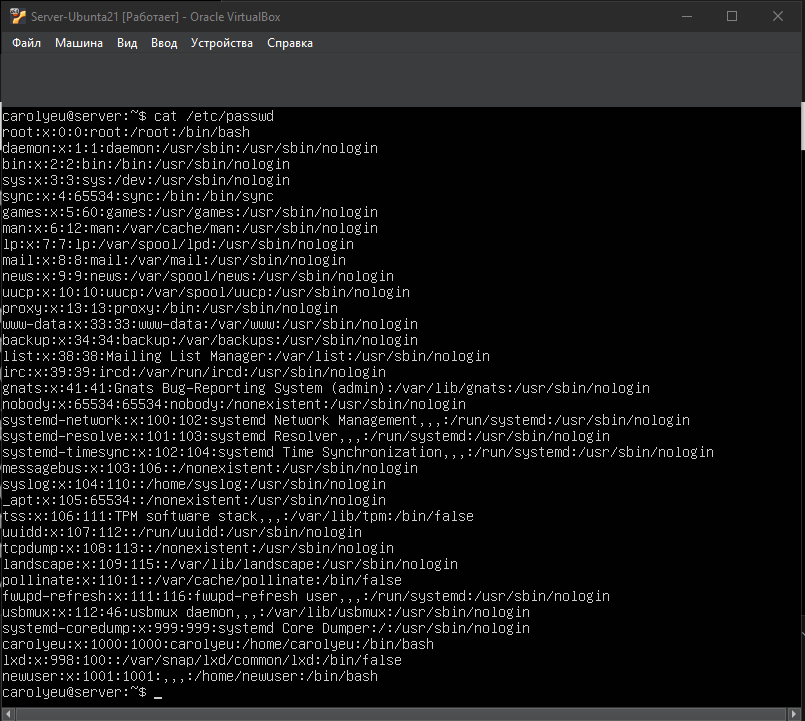 Server-Ubunta21 [Работает] - Oracle VirtualBox
Файл Машина Вид Ввод Устройства Справка
carolyeu@server:~$ cat /etc/passwd
root:x:0:0:root:/root:/bin/bash
daemon:x:1:1:daemon:/usr/sbin:/usr/sbin/nologin
bin:x:2:2:bin:/bin:/usr/sbin/nologin
sys:x:3:3:sys:/dev:/usr/sbin/nologin
sync:x:4:65534:sync:/bin:/bin/sync
games:x:5:60:games:/usr/games:/usr/sbin/nologin
man:x:6:12:man:/var/cache/man:/usr/sbin/nologin
lp:x:7:7:lp:/var/spool/lpd:/usr/sbin/nologin
mail:x:8:8:mail:/var/mail:/usr/sbin/nologin
news:x:9:9:news:/var/spool/news:/usr/sbin/nologin
uucp:x:10:10:uucp:/var/spool/uucp:/usr/sbin/nologin
proxy:x:13:13:proxy:/bin:/usr/sbin/nologin
www-data:x:33:33:www-data:/var/www:/usr/sbin/nologin
backup:x:34:34:backup:/var/backups:/usr/sbin/nologin
list:x:38:38:Mailing List Manager:/var/list:/usr/sbin/nologin
irc:x:39:39:ircd:/var/run/ircd:/usr/sbin/nologin
gnats:x:41:41:Gnats Bug-Reporting System (admin):/var/lib/gnats:/usr/sbin/nologin
nobody:x:65534:65534:nobody:/nonexistent:/usr/sbin/nologin
systemd-network:x:100:102:systemd Network Management,,,:/run/systemd:/usr/sbin/nologin
systemd-resolve:x:101:103:systemd Resolver,,,:/run/systemd:/usr/sbin/nologin
systemd-timesync:x:102:104:systemd Time Synchronization,,,:/run/systemd:/usr/sbin/nologin
messagebus:x:103:106::/nonexistent:/usr/sbin/nologin
syslog:x:104:110::/home/syslog:/usr/sbin/nologin
_apt:x:105:65534::/nonexistent:/usr/sbin/nologin
tss:x:106:111:TPM software stack,,,:/var/lib/tpm:/bin/false
uuidd:x:107:112::/run/uuidd:/usr/sbin/nologin
tcpdump:x:108:113::/nonexistent:/usr/sbin/nologin
landscape:x:109:115::/var/lib/landscape:/usr/sbin/nologin
pollinate:x:110:1::/var/cache/pollinate:/bin/false
fwupd-refresh:x:111:116:fwupd-refresh user,,,:/run/systemd:/usr/sbin/nologin
usbmux:x:112:46:usbmux daemon,,,:/var/lib/usbmux:/usr/sbin/nologin
systemd-coredump:x:999:999:systemd Core Dumper:/:/usr/sbin/nologin
carolyeu:x:1000:1000:carolyeu:/home/carolyeu:/bin/bash
lxd:x:998:100::/var/snap/lxd/common/lxd:/bin/false
newuser:x:1001:1001:,,,:/home/newuser:/bin/bash
carolyeu@server:~$ _